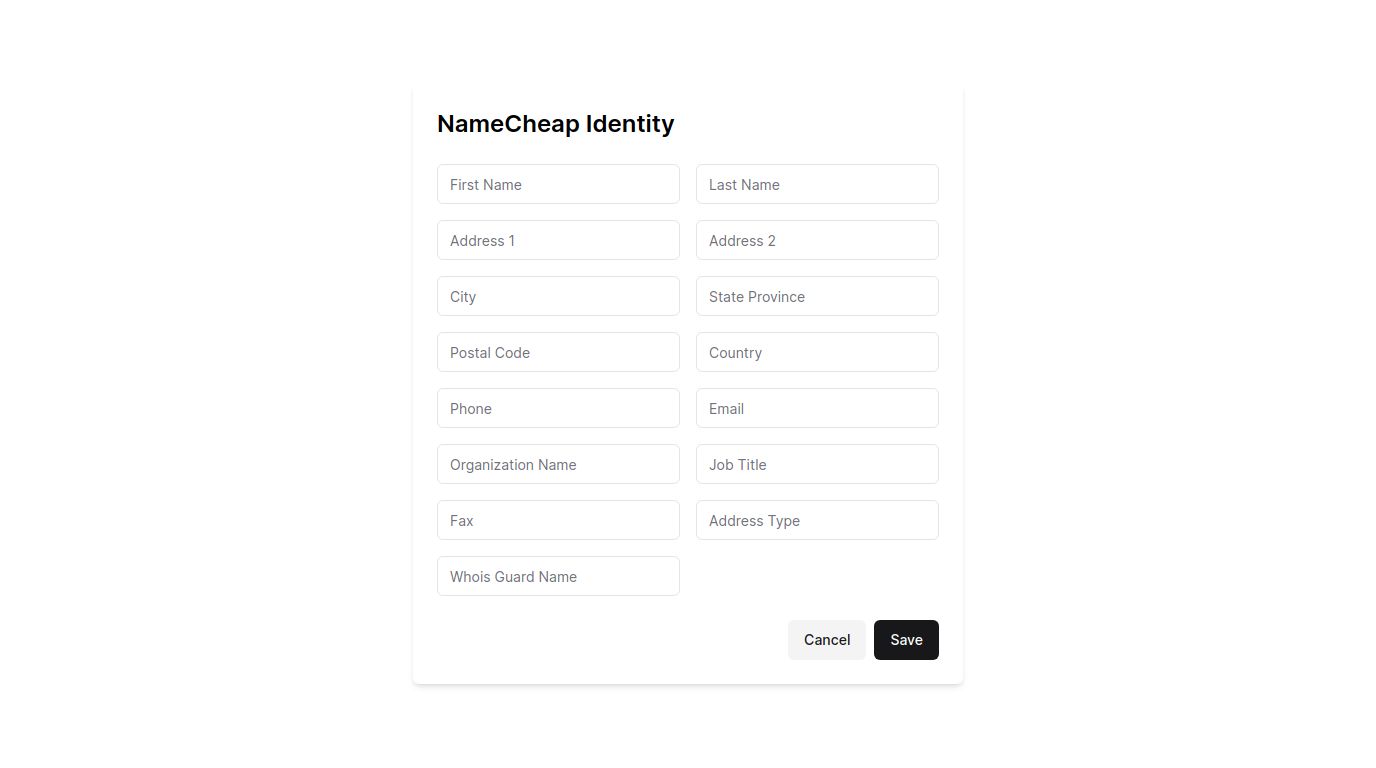 NameCheap Identity
First Name
Last Name
Address 1
Address 2
City
State Province
Postal Code
Country
Phone
Email
Organization Name
Job Title
Fax
Address Type
Whois Guard Name
Cancel
Save